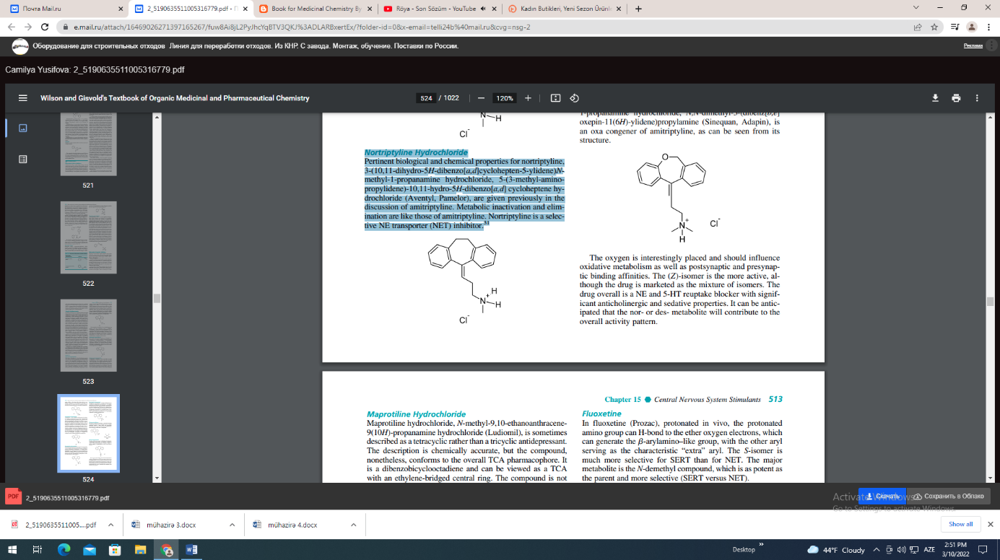 Почта Mail.ru
2_5190635511005316779.pdf - П
Book for Medicinal Chemistry By
Röya - Son Sözüm - YouTube
Kadın Butikleri, Yeni Sezon Ürünle
e.mail.ru/attach/16469026271397165267/fuw8Ai8jL2PyJhcYqBTV3QKJ%3ADLARBxertEx/?folder-id=0&x-email=telli24b%40mail.ru&cvg=nsg-2
Оборудование для строительных отходов Линия для переработки отходов. Из КНР. С завода. Монтаж, обучение. Поставки по России.
Реклама
Camilya Yusifova: 2_5190635511005316779.pdf
Wilson and Gisvold's Textbook of Organic Medicinal and Pharmaceutical Chemistry
524 / 1022
120%
521
522
523
524
N—H
Cl-
Nortriptyline Hydrochloride
Pertinent biological and chemical properties for nortriptyline,
3-(10,11-dihydro-5H-dibenzo[a,d]cyclohepten-5-ylidene)N-
methyl-1-propanamine hydrochloride, 5-(3-methyl-amino-
propylidene)-10,11-hydro-5H-dibenzo[a,d] cycloheptene hy-
drochloride (Aventyl, Pamelor), are given previously in the
discussion of amitriptyline. Metabolic inactivation and elim-
ination are like those of amitriptyline. Nortriptyline is a selec-
tive NE transporter (NET) inhibitor.31
H
N+—H
Cl-
1-propanamine hydrochloride, N,N-dimethyl-3-(dibenz[b,e]
oxepin-11(6H)-ylidene)propylamine (Sinequan, Adapin), is
an oxa congener of amitriptyline, as can be seen from its
structure.
O
N+
H
Cl-
The oxygen is interestingly placed and should influence
oxidative metabolism as well as postsynaptic and presynap-
tic binding affinities. The (Z)-isomer is the more active, al-
though the drug is marketed as the mixture of isomers. The
drug overall is a NE and 5-HT reuptake blocker with signif-
icant anticholinergic and sedative properties. It can be antic-
ipated that the nor- or des- metabolite will contribute to the
overall activity pattern.
Chapter 15 ● Central Nervous System Stimulants 513
Maprotiline Hydrochloride
Maprotiline hydrochloride, N-methyl-9,10-ethanoanthracene-
9(10H)-propanamine hydrochloride (Ludiomil), is sometimes
described as a tetracyclic rather than a tricyclic antidepressant.
The description is chemically accurate, but the compound,
nonetheless, conforms to the overall TCA pharmacophore. It
is a dibenzobicyclooctadiene and can be viewed as a TCA
with an ethylene-bridged central ring. The compound is not
Fluoxetine
In fluoxetine (Prozac), protonated in vivo, the protonated
amino group can H-bond to the ether oxygen electrons, which
can generate the β-arylamino–like group, with the other aryl
serving as the characteristic “extra” aryl. The S-isomer is
much more selective for SERT than for NET. The major
metabolite is the N-demethyl compound, which is as potent as
the parent and more selective (SERT versus NET).
PDF
2_5190635511005316779.pdf
Activate Windows
Go to Settings to activate Windows.
Скачать
Сохранить в Облако
2_5190635511005....pdf
mühazirə 3.docx
mühazirə 4.docx
Show all
Desktop
44°F Cloudy
AZE
2:51 PM
3/10/2022